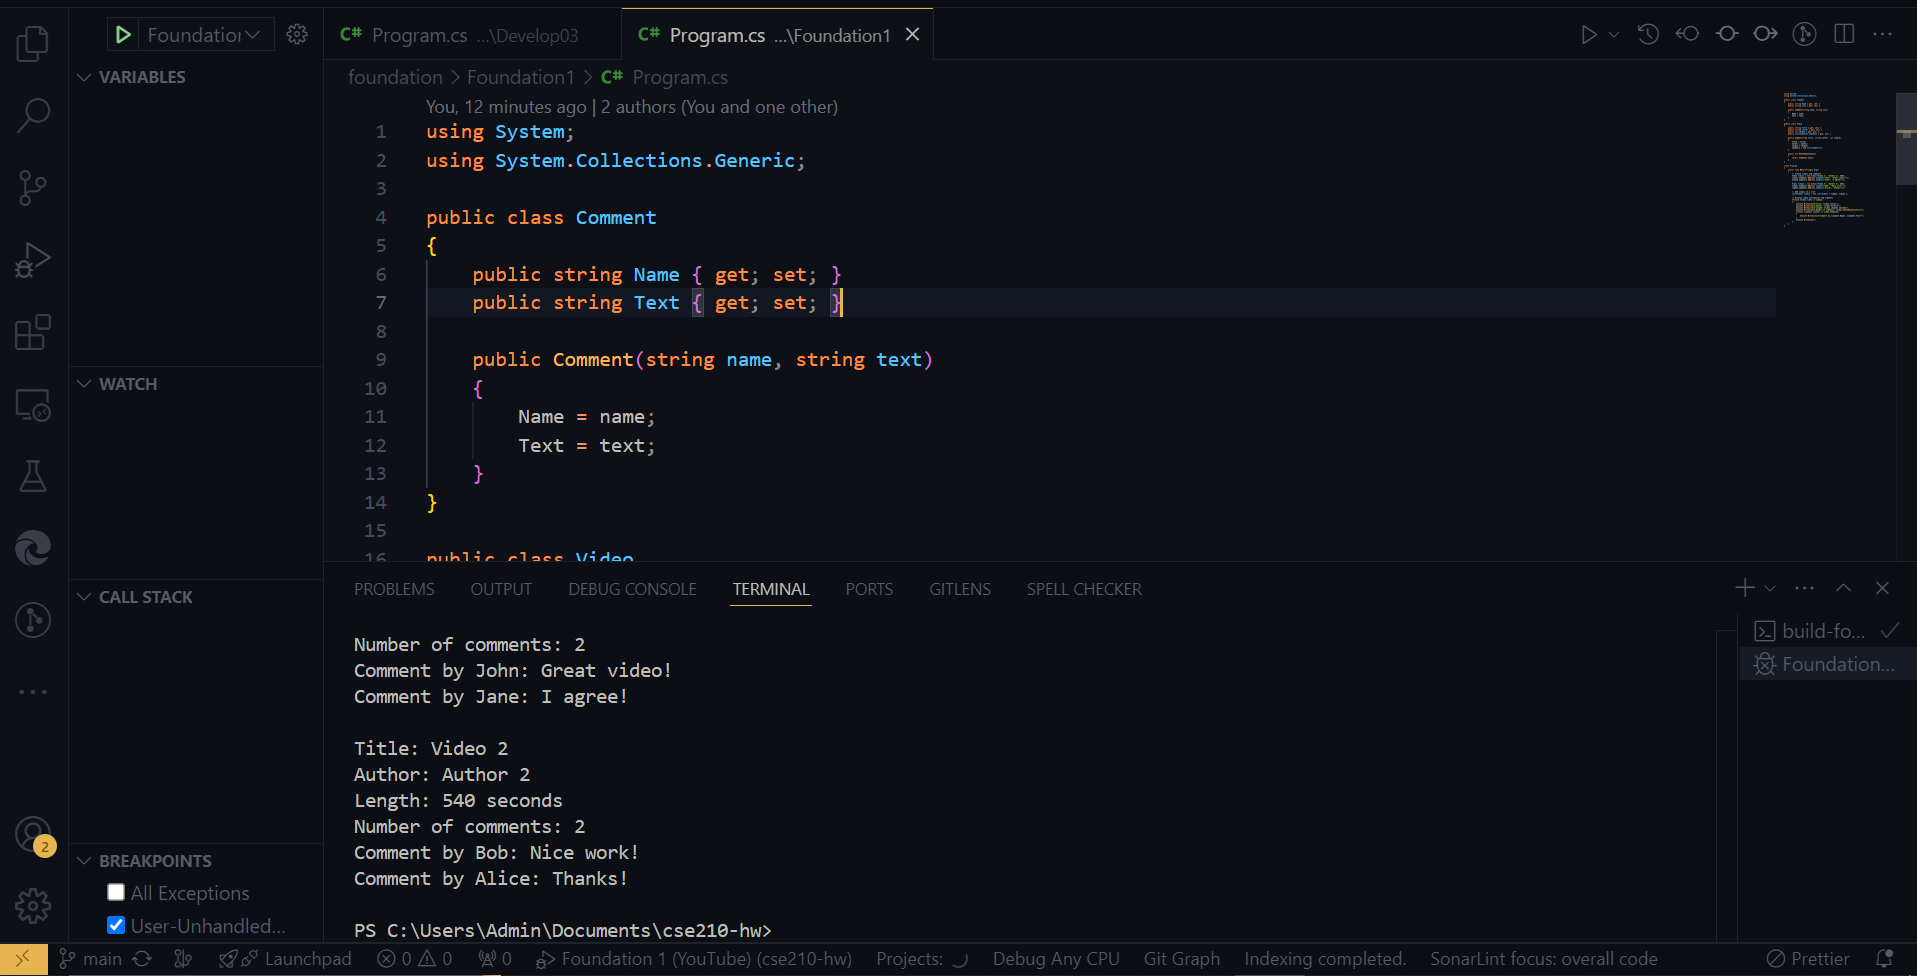 Foundation
C# Program.cs ...\Develop03
C# Program.cs ...\Foundation1
VARIABLES
WATCH
CALL STACK
BREAKPOINTS
All Exceptions
User-Unhandled...
2
foundation > Foundation1 > C# Program.cs
You, 12 minutes ago | 2 authors (You and one other)
1 using System;
2 using System.Collections.Generic;
3
4 public class Comment
5 {
6 public string Name { get; set; }
7 public string Text { get; set; }
8
9 public Comment(string name, string text)
10 {
11 Name = name;
12 Text = text;
13 }
14 }
15
16 public class Video
PROBLEMS OUTPUT DEBUG CONSOLE TERMINAL PORTS GITLENS SPELL CHECKER
Number of comments: 2
Comment by John: Great video!
Comment by Jane: I agree!
Title: Video 2
Author: Author 2
Length: 540 seconds
Number of comments: 2
Comment by Bob: Nice work!
Comment by Alice: Thanks!
PS C:\Users\Admin\Documents\cse210-hw>
build-fo...
Foundation...
main Launchpad 0 0 0 Foundation 1 (YouTube) (cse210-hw) Projects: Debug Any CPU Git Graph Indexing completed. SonarLint focus: overall code Prettier